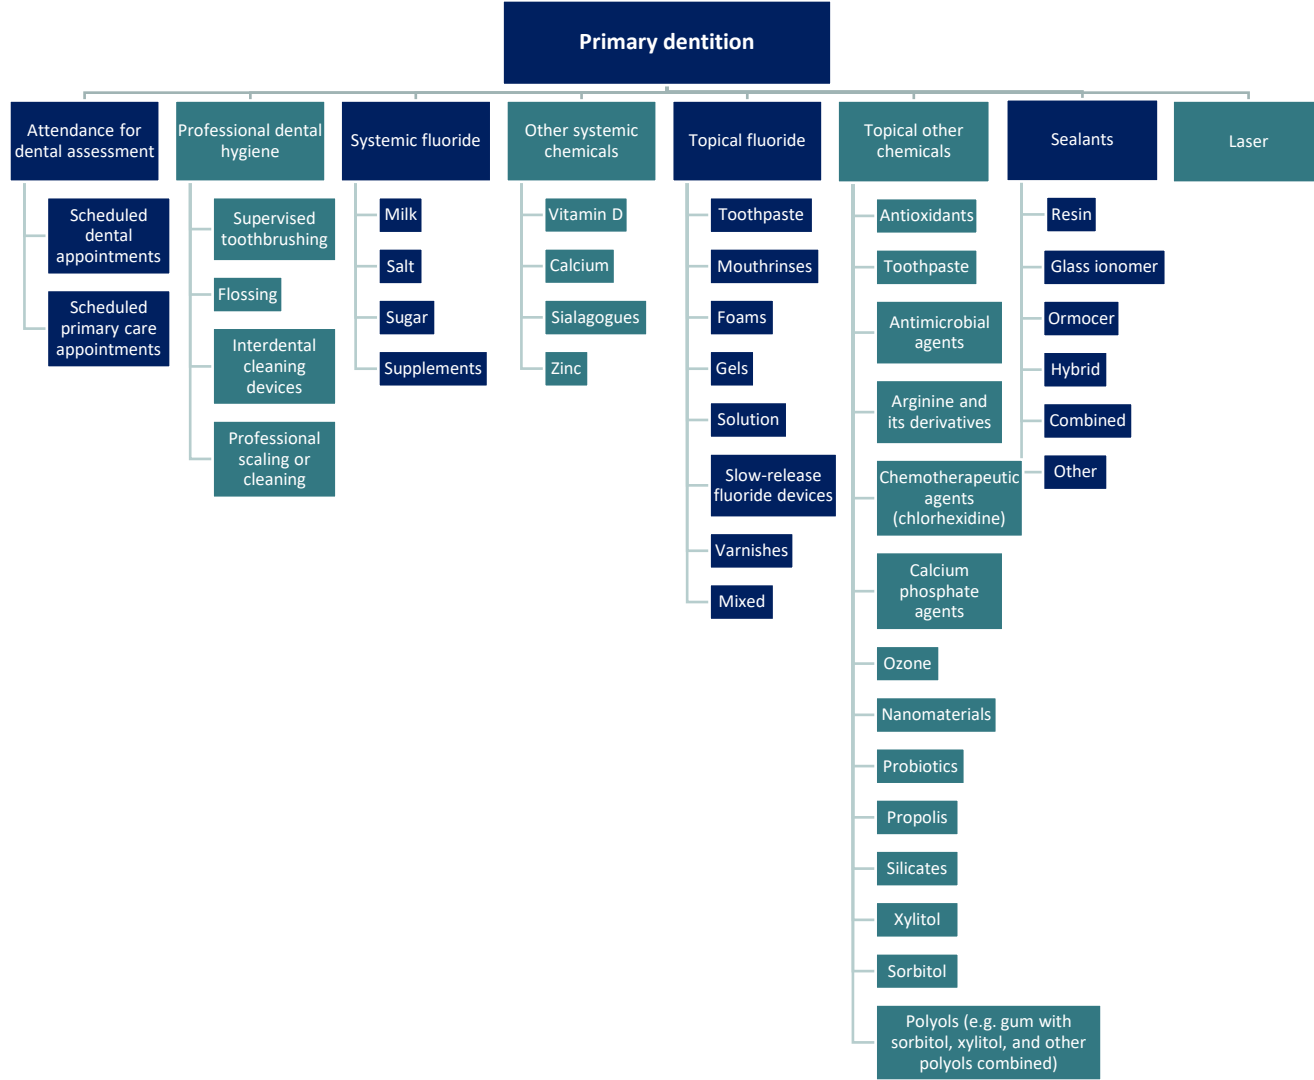 Primary dentition
Attendance for
dental assessment
Scheduled
dental
appointments
Scheduled
primary care
appointments
Professional dental
hygiene
Supervised
toothbrushing
Flossing
Interdental
cleaning
devices
Professional
scaling or
cleaning
Systemic fluoride
Milk
Salt
Sugar
Supplements
Other systemic
chemicals
Vitamin D
Calcium
Sialagogues
Zinc
Topical fluoride
Toothpaste
Mouthrinses
Foams
Gels
Solution
Slow-release
fluoride devices
Varnishes
Mixed
Topical other
chemicals
Antioxidants
Toothpaste
Antimicrobial
agents
Arginine and
its derivatives
Chemotherapeutic
agents
(chlorhexidine)
Calcium
phosphate
agents
Ozone
Nanomaterials
Probiotics
Propolis
Silicates
Xylitol
Sorbitol
Polyols (e.g. gum with
sorbitol, xylitol, and other
polyols combined)
Sealants
Resin
Glass ionomer
Ormocer
Hybrid
Combined
Other
Laser